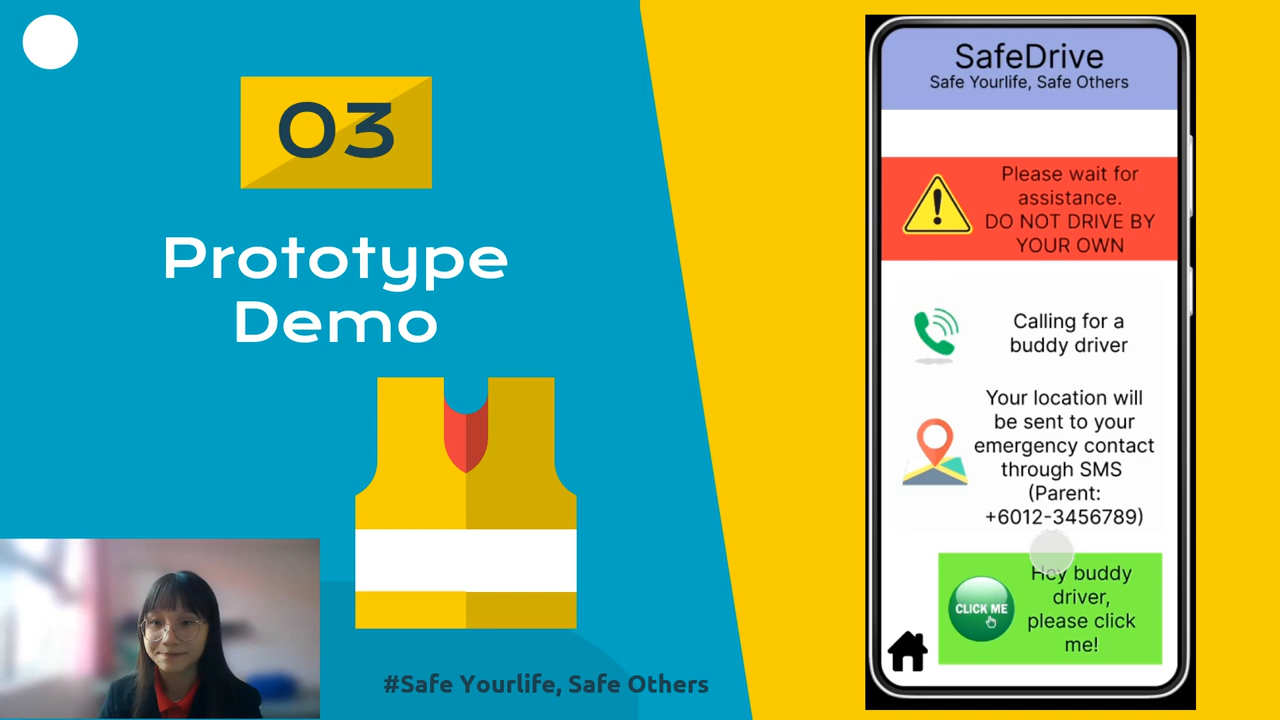 03
Prototype
Demo
#Safe Yourlife, Safe Others
SafeDrive
Safe Yourlife, Safe Others
Please wait for
assistance.
DO NOT DRIVE BY
YOUR OWN
Calling for a
buddy driver
Your location will
be sent to your
emergency contact
through SMS
(Parent:
+6012-3456789)
CLICK ME
Hey buddy
driver,
please click
me!